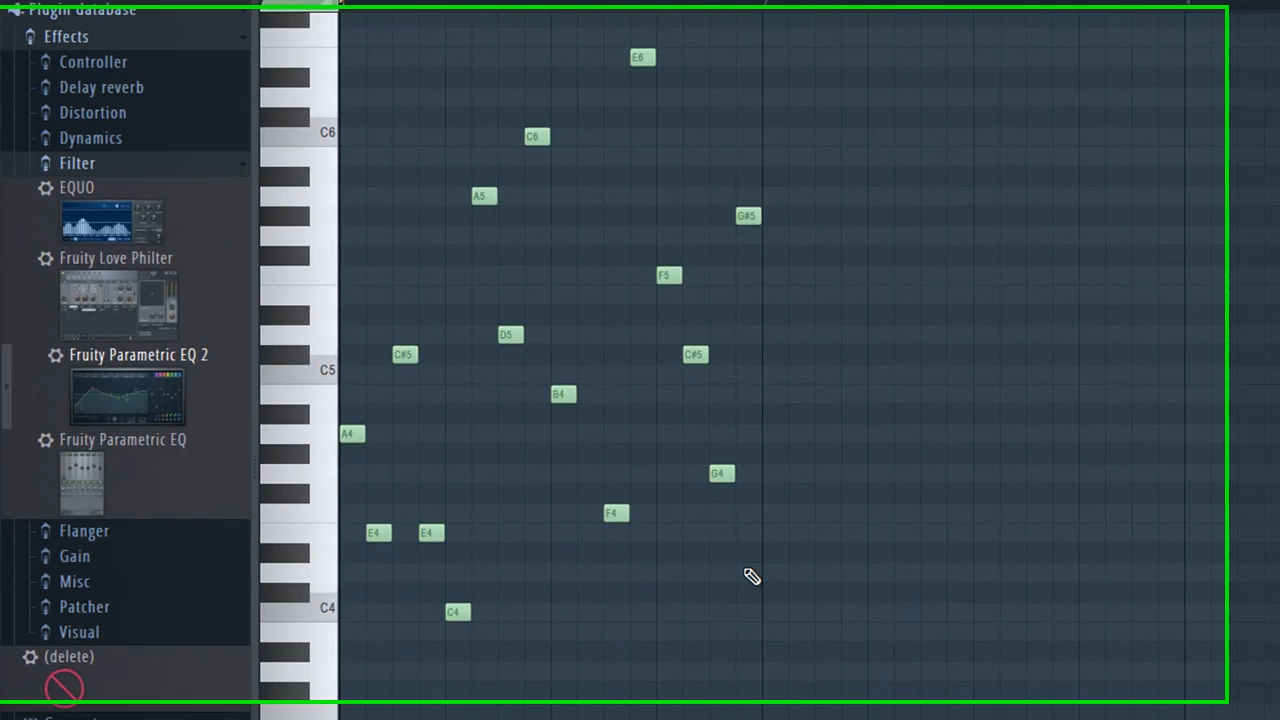 Plugin database
Effects
Controller
Delay reverb
Distortion
Dynamics
Filter
EQUO
Fruity Love Philter
Fruity Parametric EQ 2
Fruity Parametric EQ
Flanger
Gain
Misc
Patcher
Visual
(delete)
C6
C5
C4
E6
C6
A5
G#5
F5
D5
C#5
C#5
B4
A4
G4
F4
E4
E4
C4